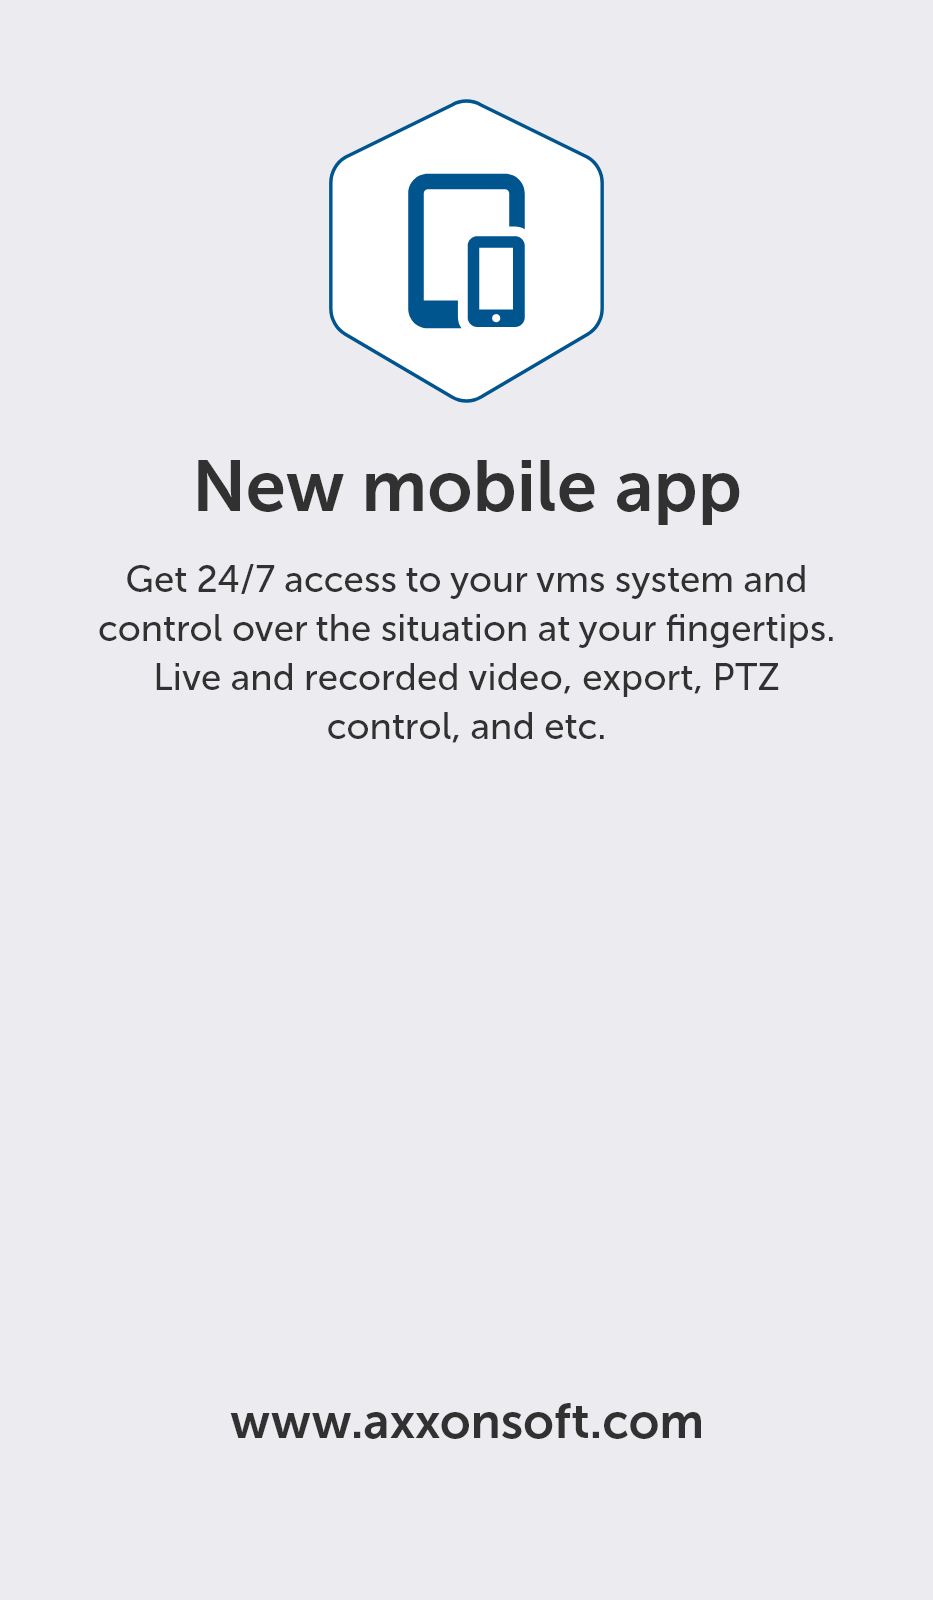 New mobile app
Get 24/7 access to your vms system and
control over the situation at your fingertips.
Live and recorded video, export, PTZ
control, and etc.
www.axxonsoft.com